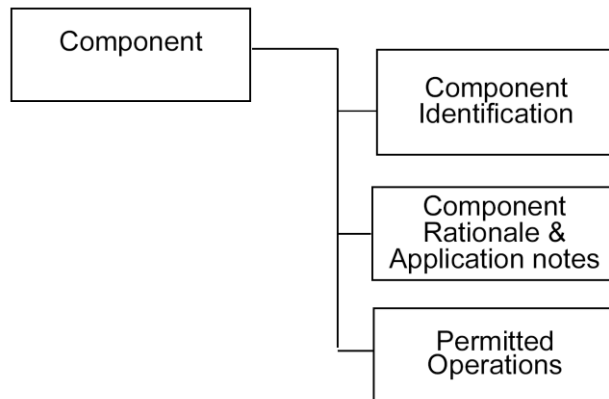 Component
Component
Identification
Component
Rationale &
Application notes
Permitted
Operations